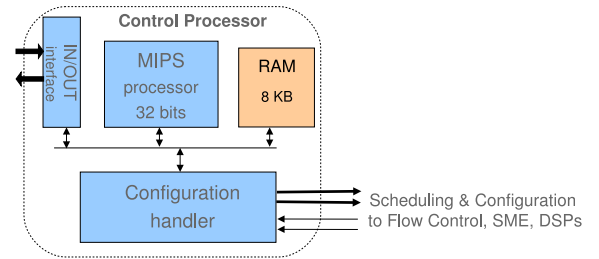 Control Processor
IN/OUT
interface
MIPS
processor
32 bits
RAM
8 KB
Configuration
handler
Scheduling & Configuration
to Flow Control, SME, DSPs